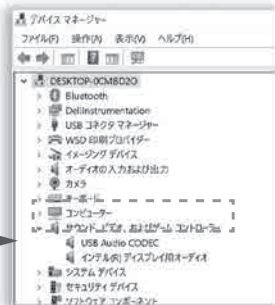 デバイス マネージャー
ファイル(F) 操作(A) 表示(V) ヘルプ(H)
DESKTOP-0CMBD2O
Bluetooth
DellInstrumentation
USB コネクタ マネージャー
WSD 印刷プロバイダー
イメージング デバイス
オーディオの入力および出力
カメラ
キーボード
コンピューター
サウンド、ビデオ、およびゲーム コントローラー
USB Audio CODEC
インテル(R) ディスプレイ用オーディオ
システム デバイス
セキュリティ デバイス
ソフトウェア コンポーネント